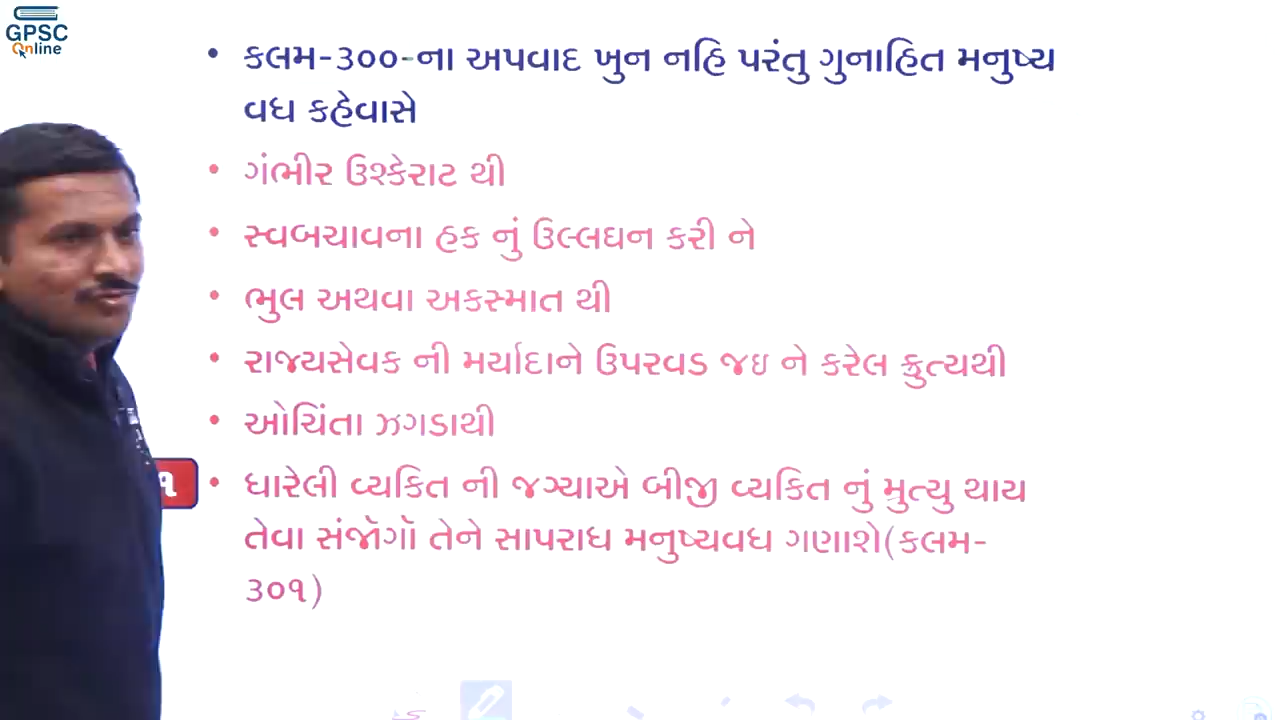 GPSC
Online
• કલમ-૩૦૦-ના અપવાદ ખુન નહિ પરંતુ ગુનાહિત મનુષ્ય
વધ કહેવાસે
• ગંભીર ઉશ્કેરાટ થી
• સ્વબચાવના હક નું ઉલ્લઘન કરી ને
• ભુલ અથવા અકસ્માત થી
• રાજ્યસેવક ની મર્યાદાને ઉપરવડ જઇ ને કરેલ ક્રુત્યથી
• ઓચિંતા ઝગડાથી
૧
• ધારેલી વ્યકિત ની જગ્યાએ બીજી વ્યકિત નું મ્રુત્યુ થાય
તેવા સંજૉગૉ તેને સાપરાધ મનુષ્યવધ ગણાશે(કલમ-
૩૦૧)